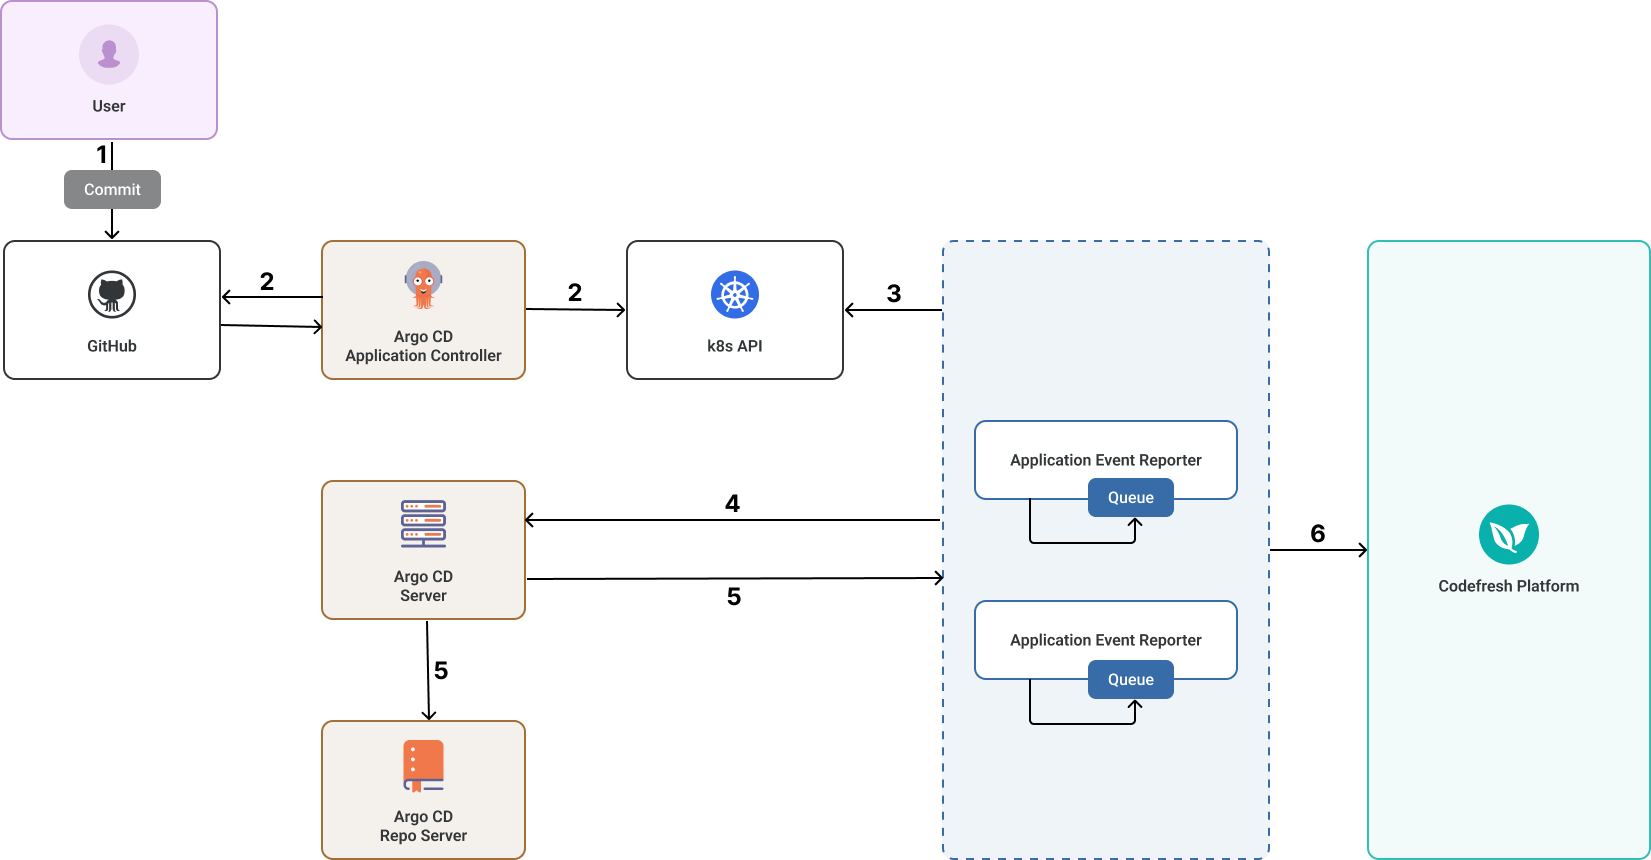 User
1
Commit
GitHub
2
Argo CD
Application Controller
2
k8s API
3
Application Event Reporter
Queue
Argo CD
Server
4
5
5
Application Event Reporter
Queue
Argo CD
Repo Server
6
Codefresh Platform